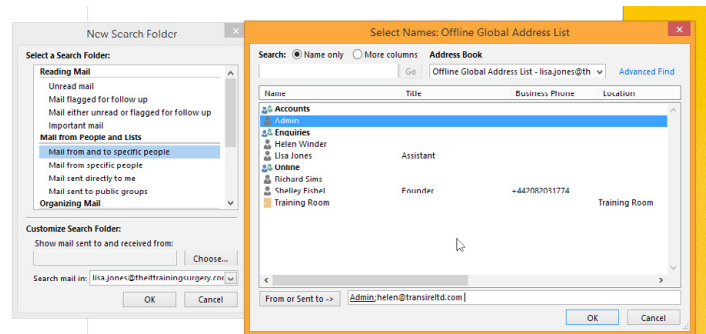 New Search Folder
Select a Search Folder:
Reading Mail
Unread mail
Mail flagged for follow up
Mail either unread or flagged for follow up
Important mail
Mail from People and Lists
Mail from and to specific people
Mail from specific people
Mail sent directly to me
Mail sent to public groups
Organizing Mail
Customize Search Folder:
Show mail sent to and received from:
Choose...
Search mail in: lisa.jones@theittrainingsurgery.cor
OK Cancel
Select Names: Offline Global Address List
Search: Name only More columns Address Book
Go Offline Global Address List - lisa.jones@th Advanced Find
Name Title Business Phone Location
Accounts
Admin
Enquiries
Helen Winder
Lisa Jones Assistant
Online
Richard Sims
Shelley Fishel Founder +442082031774
Training Room Training Room
From or Sent to -> Admin;helen@transireltd.com
OK Cancel